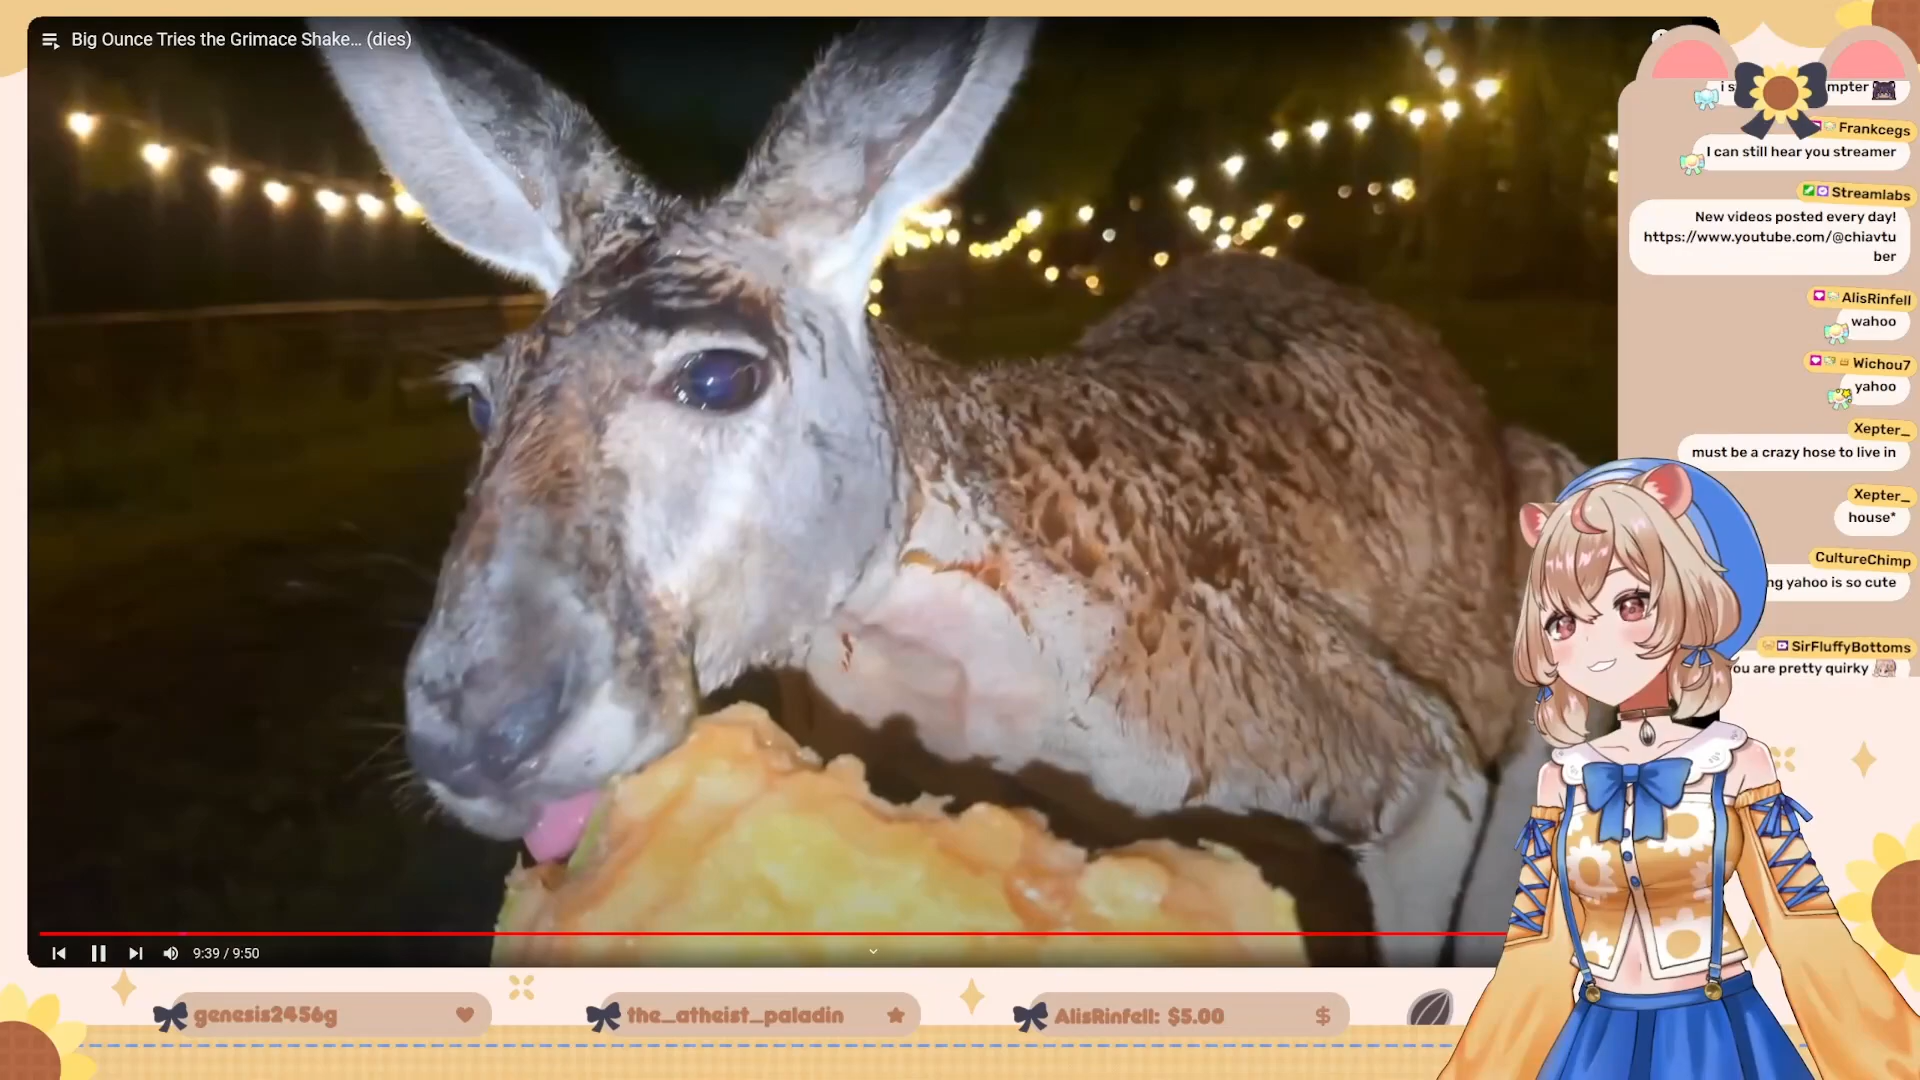 Big Ounce Tries the Grimace Shake... (dies)
mpter
Frankcegs
I can still hear you streamer
Streamlabs
New videos posted every day!
https://www.youtube.com/@chiavtu
ber
AlisRinfell
wahoo
Wichou7
yahoo
Xepter_
must be a crazy hose to live in
Xepter_
house*
CultureChimp
ng yahoo is so cute
SirFluffyBottoms
ou are pretty quirky
9:39 / 9:50
genesis2456g
the_atheist_paladin
AlisRinfell: $5.00
$